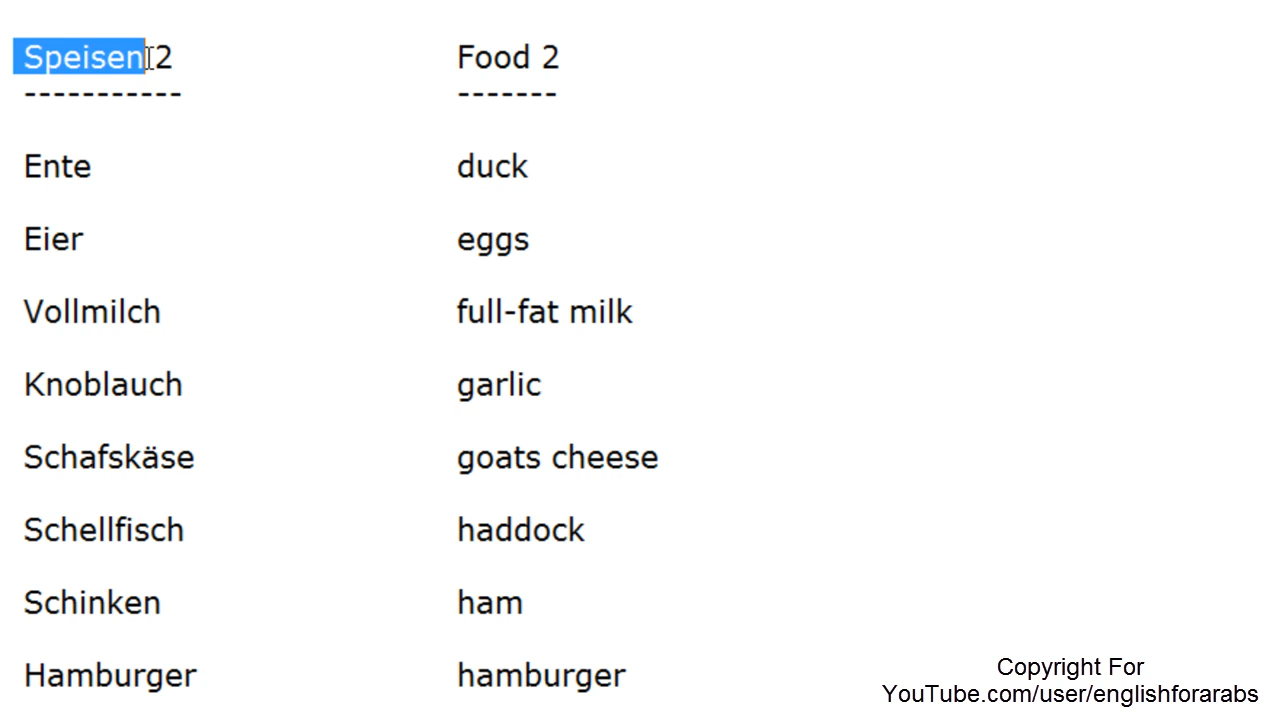 Speisen 2 Food 2
----------- -------
Ente duck
Eier eggs
Vollmilch full-fat milk
Knoblauch garlic
Schafskäse goats cheese
Schellfisch haddock
Schinken ham
Hamburger hamburger
Copyright For
YouTube.com/user/englishforarabs